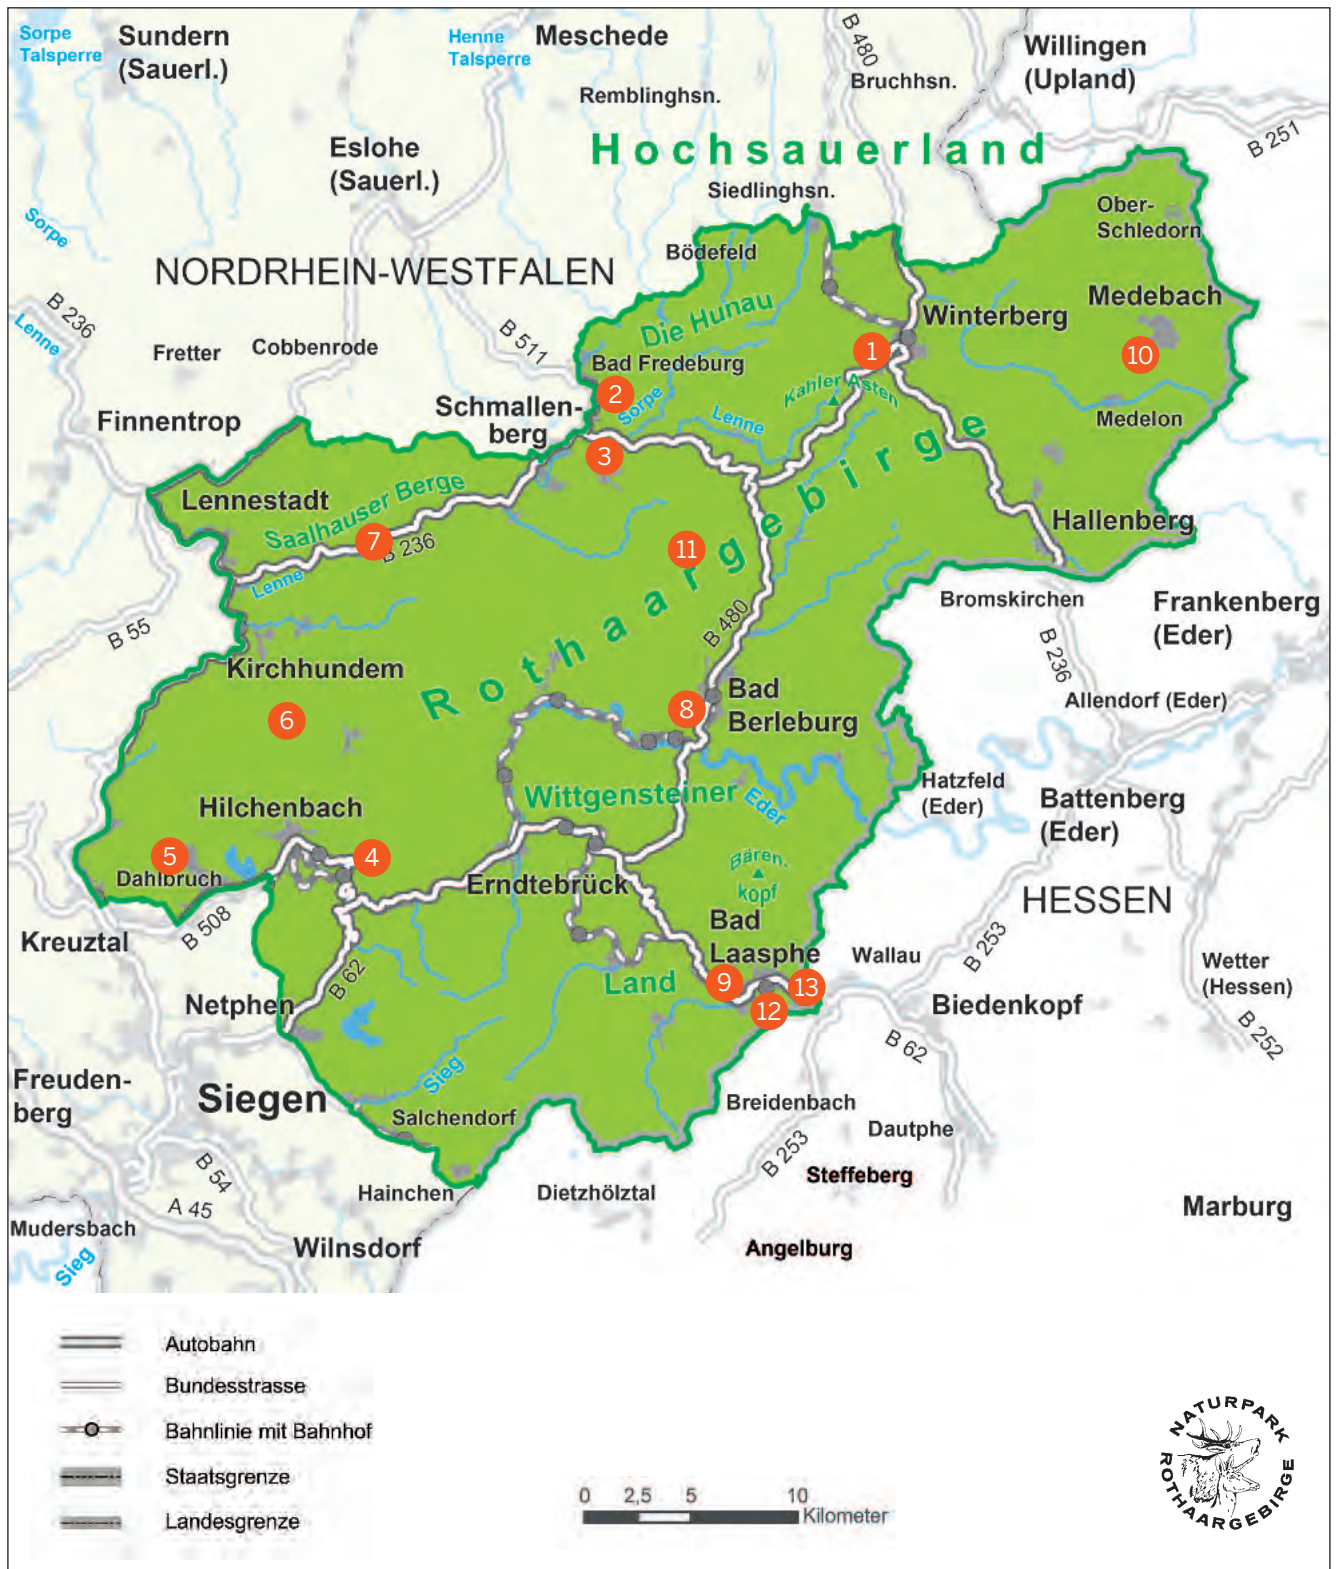 Sorpe
Talsperre
Sundern
(Sauerl.)
Henne
Talsperre
Meschede
B 480
Willingen
(Upland)
Bruchhsn.
Remblinghsn.
B 251
Hochsauerland
Eslohe
(Sauerl.)
Siedlinghsn.
Ober-
Schledorn
Sorpe
Bödefeld
NORDRHEIN-WESTFALEN
Medebach
B 236
Die Hunau
Winterberg
Lenne
B 511
Fretter
Cobbenrode
1
10
Bad Fredeburg
Kahler Asten
2
Sorpe
Schmallen-
berg
Lenne
Medelon
Finnentrop
3
Rothaargebirge
Lennestadt
Saalhauser Berge
Hallenberg
7
B 236
11
Lenne
Bromskirchen
Frankenberg
(Eder)
B 55
B 480
B 236
Kirchhundem
Bad
Berleburg
Allendorf (Eder)
6
8
Hatzfeld
(Eder)
Wittgensteiner
Eder
Battenberg
(Eder)
Hilchenbach
5
4
Dahlbruch
Bären.
kopf
Erndtebrück
HESSEN
B 508
Kreuztal
Bad
Laasphe
B 253
Wallau
Wetter
(Hessen)
B 62
Land
9
13
12
Netphen
Biedenkopf
B 252
B 62
Sieg
Freuden-
berg
Siegen
Salchendorf
Breidenbach
Dautphe
B 253
B 54
Steffeberg
Hainchen
Dietzhölztal
A 45
Marburg
Mudersbach
Sieg
Wilnsdorf
Angelburg
Autobahn
Bundesstrasse
Bahnlinie mit Bahnhof
Staatsgrenze
Landesgrenze
0 2,5 5 10
Kilometer
NATURPARK
ROTHAARGEBIRGE